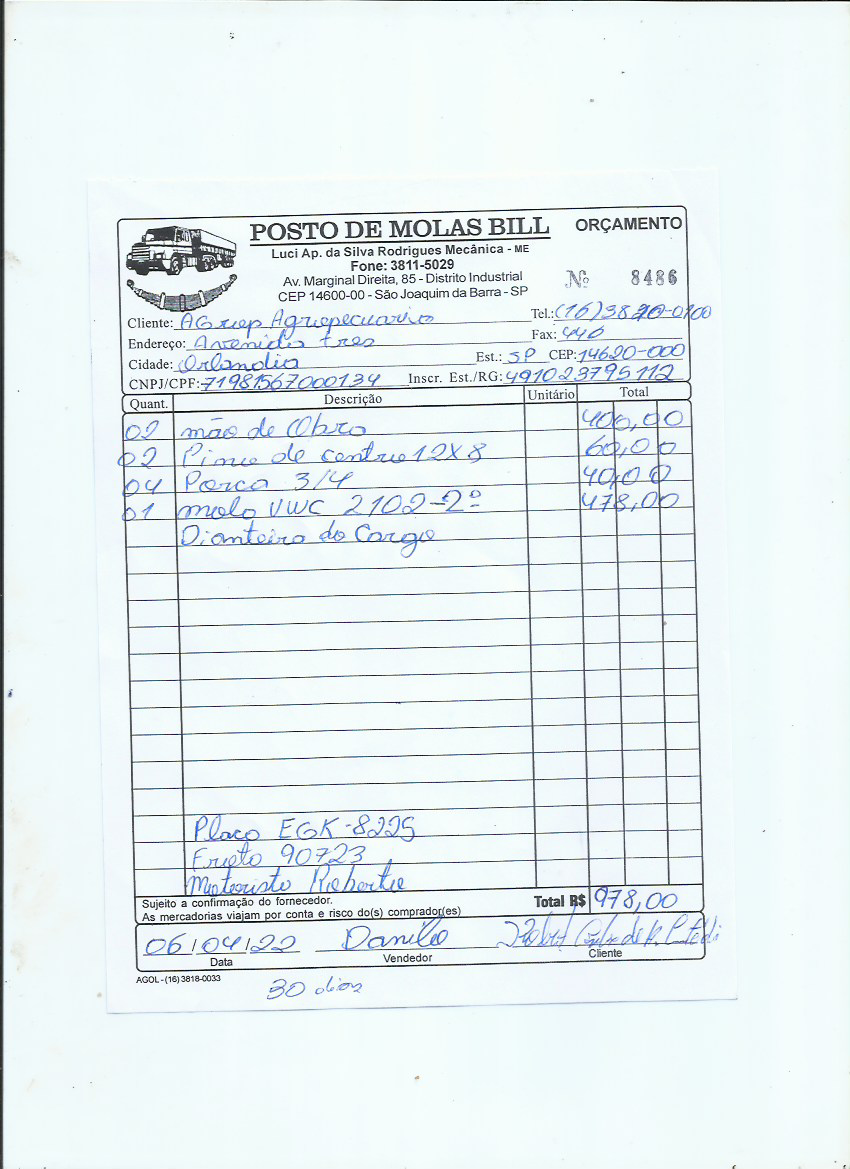 POSTO DE MOLAS BILL
ORÇAMENTO
Luci Ap. da Silva Rodrigues Mecânica - ME
Fone: 3811-5029
Av. Marginal Direita, 85 - Distrito Industrial
CEP 14600-00 - São Joaquim da Barra - SP
Nº 8486
Cliente: AGriep Agriopecuario Tel.: (16) 3820-0100
Endereço: Avenida tres Fax: 440
Cidade: Orlandia Est.: SP CEP: 14620-000
CNPJ/CPF: 71981567000134 Inscr. Est./RG: 491023795112
Quant. Descrição Unitário Total
02 mão de Obra 400,00
02 Pino de centro 12X8 60,00
04 Porca 3/4 40,00
01 mola VWC 2102-2º 478,00
Dianteira do Cargo
Placa EGK-8225
Frota 90723
Motorista Roberto
Sujeito a confirmação do fornecedor.
As mercadorias viajam por conta e risco do(s) comprador(es)
Total R$ 978,00
06/04/22 Danilo
Data Vendedor Cliente
AGOL - (16) 3818-0033
30 dias